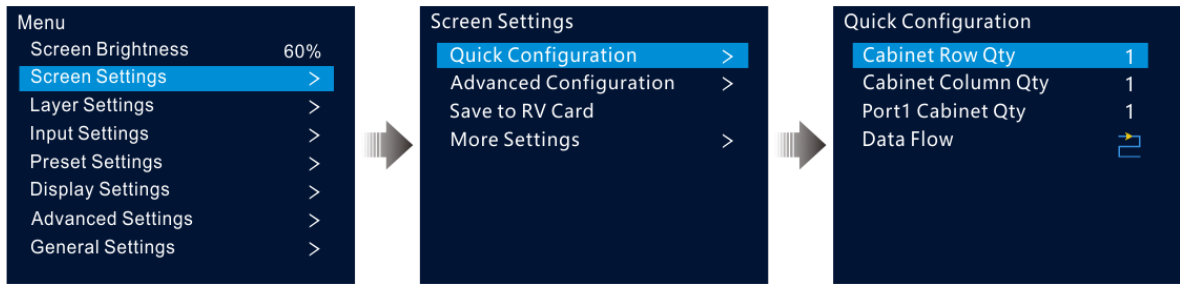 Menu
Screen Brightness 60%
Screen Settings >
Layer Settings >
Input Settings >
Preset Settings >
Display Settings >
Advanced Settings >
General Settings >
Screen Settings
Quick Configuration >
Advanced Configuration >
Save to RV Card
More Settings >
Quick Configuration
Cabinet Row Qty 1
Cabinet Column Qty 1
Port1 Cabinet Qty 1
Data Flow